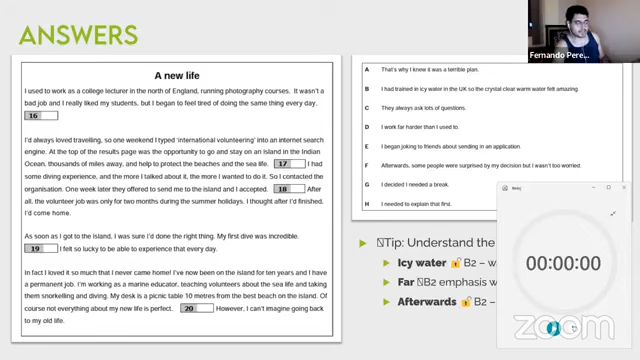 ANSWERS
A new life
I used to work as a college lecturer in the north of England, running photography courses. It wasn't a
bad job and I really liked my students, but I began to feel tired of doing the same thing every day.
16
I'd always loved travelling, so one weekend I typed 'international volunteering' into an internet search
engine. At the top of the results page was the opportunity to go and stay on an island in the Indian
Ocean, thousands of miles away, and help to protect the beaches and the sea life. 17 I had
some diving experience, and the more I talked about it, the more I wanted to do it. So I contacted the
organisation. One week later they offered to send me to the island and I accepted. 18 After
all, the volunteer job was only for two months during the summer holidays. I thought after I'd finished,
I'd come home.
As soon as I got to the island, I was sure I'd done the right thing. My first dive was incredible.
19 I felt so lucky to be able to experience that every day.
In fact I loved it so much that I never came home! I've now been on the island for ten years and I have
a permanent job. I'm working as a marine educator, teaching volunteers about the sea life and taking
them snorkelling and diving. My desk is a picnic table 10 metres from the best beach on the island. Of
course not everything about my new life is perfect. 20 However, I can't imagine going back
to my old life.
A That's why I knew it was a terrible plan.
B I had trained in icy water in the UK so the crystal clear warm water felt amazing.
C They always ask lots of questions.
D I work far harder than I used to.
E I began joking to friends about sending in an application.
F Afterwards, some people were surprised by my decision but I wasn't too worried.
G I decided I needed a break.
H I needed to explain that first.
Tip: Understand the
Icy water B2 – w
Far B2 emphasis w
Afterwards B2 –
Fernando Pere...
Reloj
00:00:00
zoom